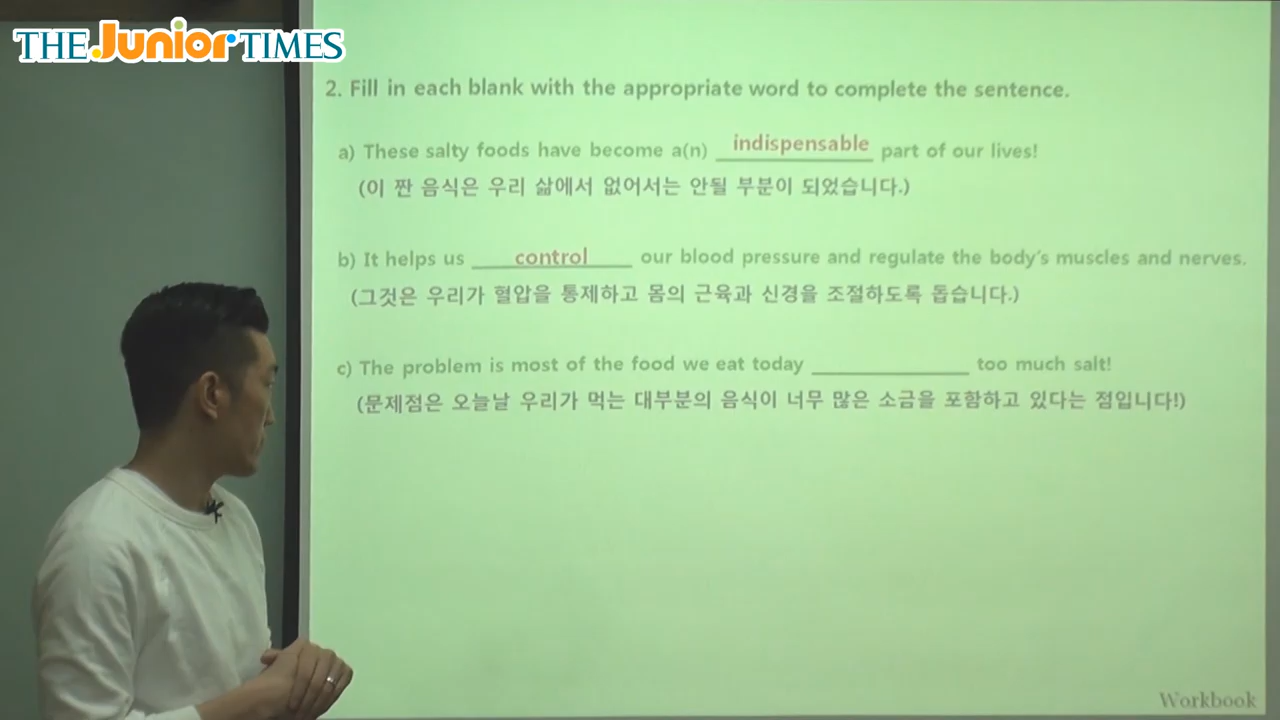 THE Junior TIMES
2. Fill in each blank with the appropriate word to complete the sentence.
a) These salty foods have become a(n) indispensable part of our lives!
(이 짠 음식은 우리 삶에서 없어서는 안될 부분이 되었습니다.)
b) It helps us control our blood pressure and regulate the body's muscles and nerves.
(그것은 우리가 혈압을 통제하고 몸의 근육과 신경을 조절하도록 돕습니다.)
c) The problem is most of the food we eat today ____________ too much salt!
(문제점은 오늘날 우리가 먹는 대부분의 음식이 너무 많은 소금을 포함하고 있다는 점입니다!)
Workbook